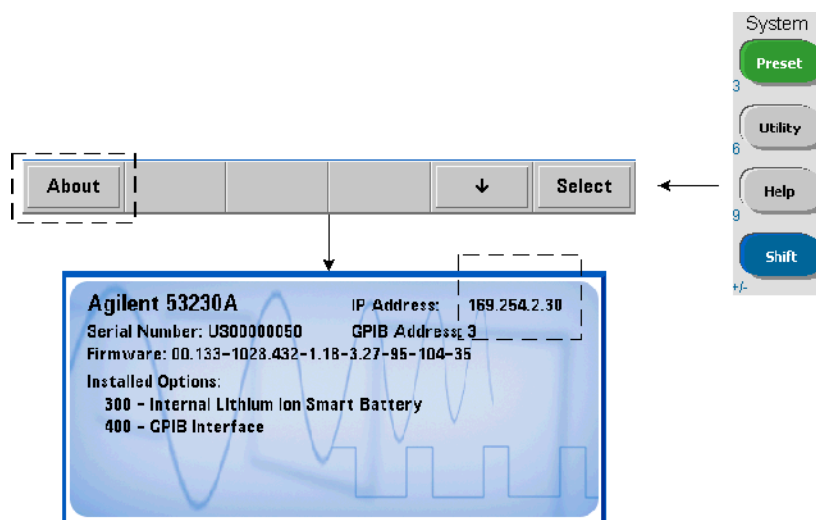 System
Preset
3
Utility
6
Help
9
Shift
+/-
About
↓
Select
Agilent 53230A
IP Address: 169.254.2.30
Serial Number: US00000050
GPIB Address: 3
Firmware: 00.133-1028.432-1.18-3.27-95-104-35
Installed Options:
300 - Internal Lithium Ion Smart Battery
400 - GPIB Interface